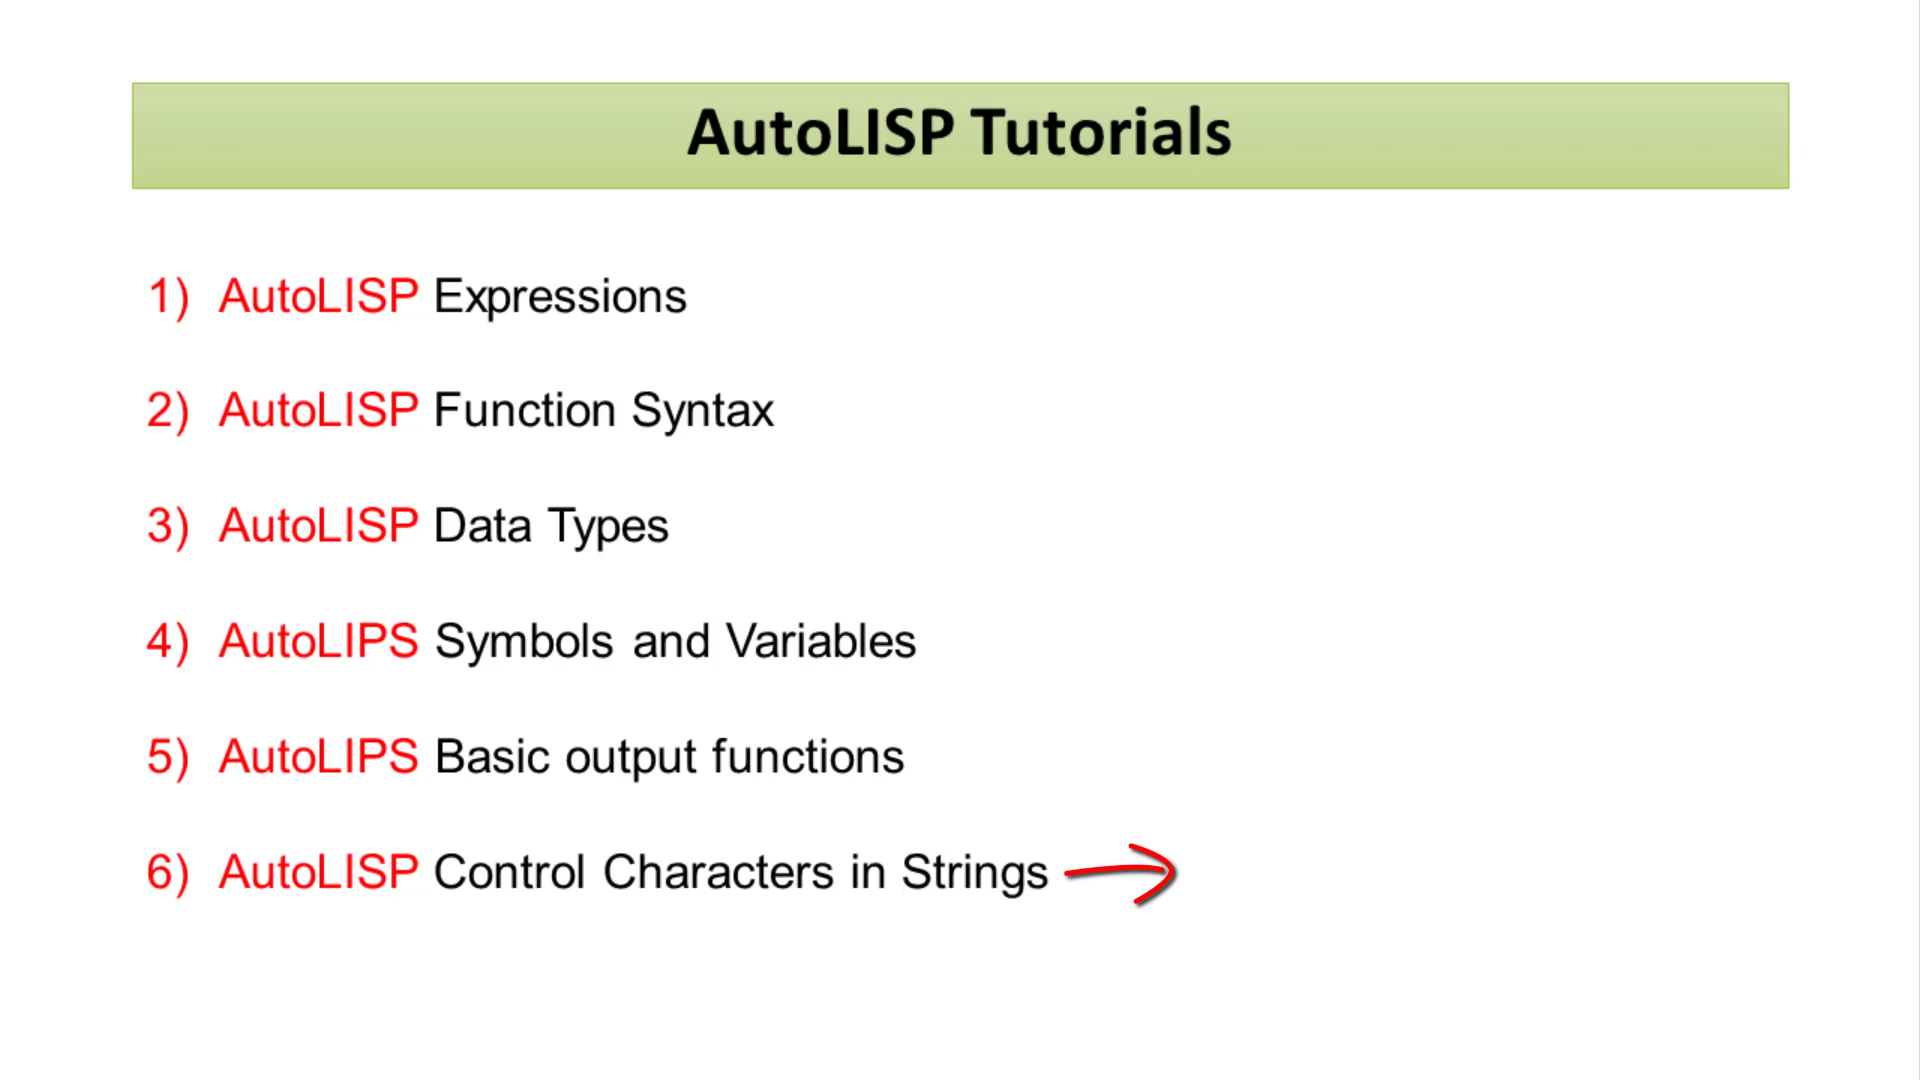 AutoLISP Tutorials
1) AutoLISP Expressions
2) AutoLISP Function Syntax
3) AutoLISP Data Types
4) AutoLIPS Symbols and Variables
5) AutoLIPS Basic output functions
6) AutoLISP Control Characters in Strings